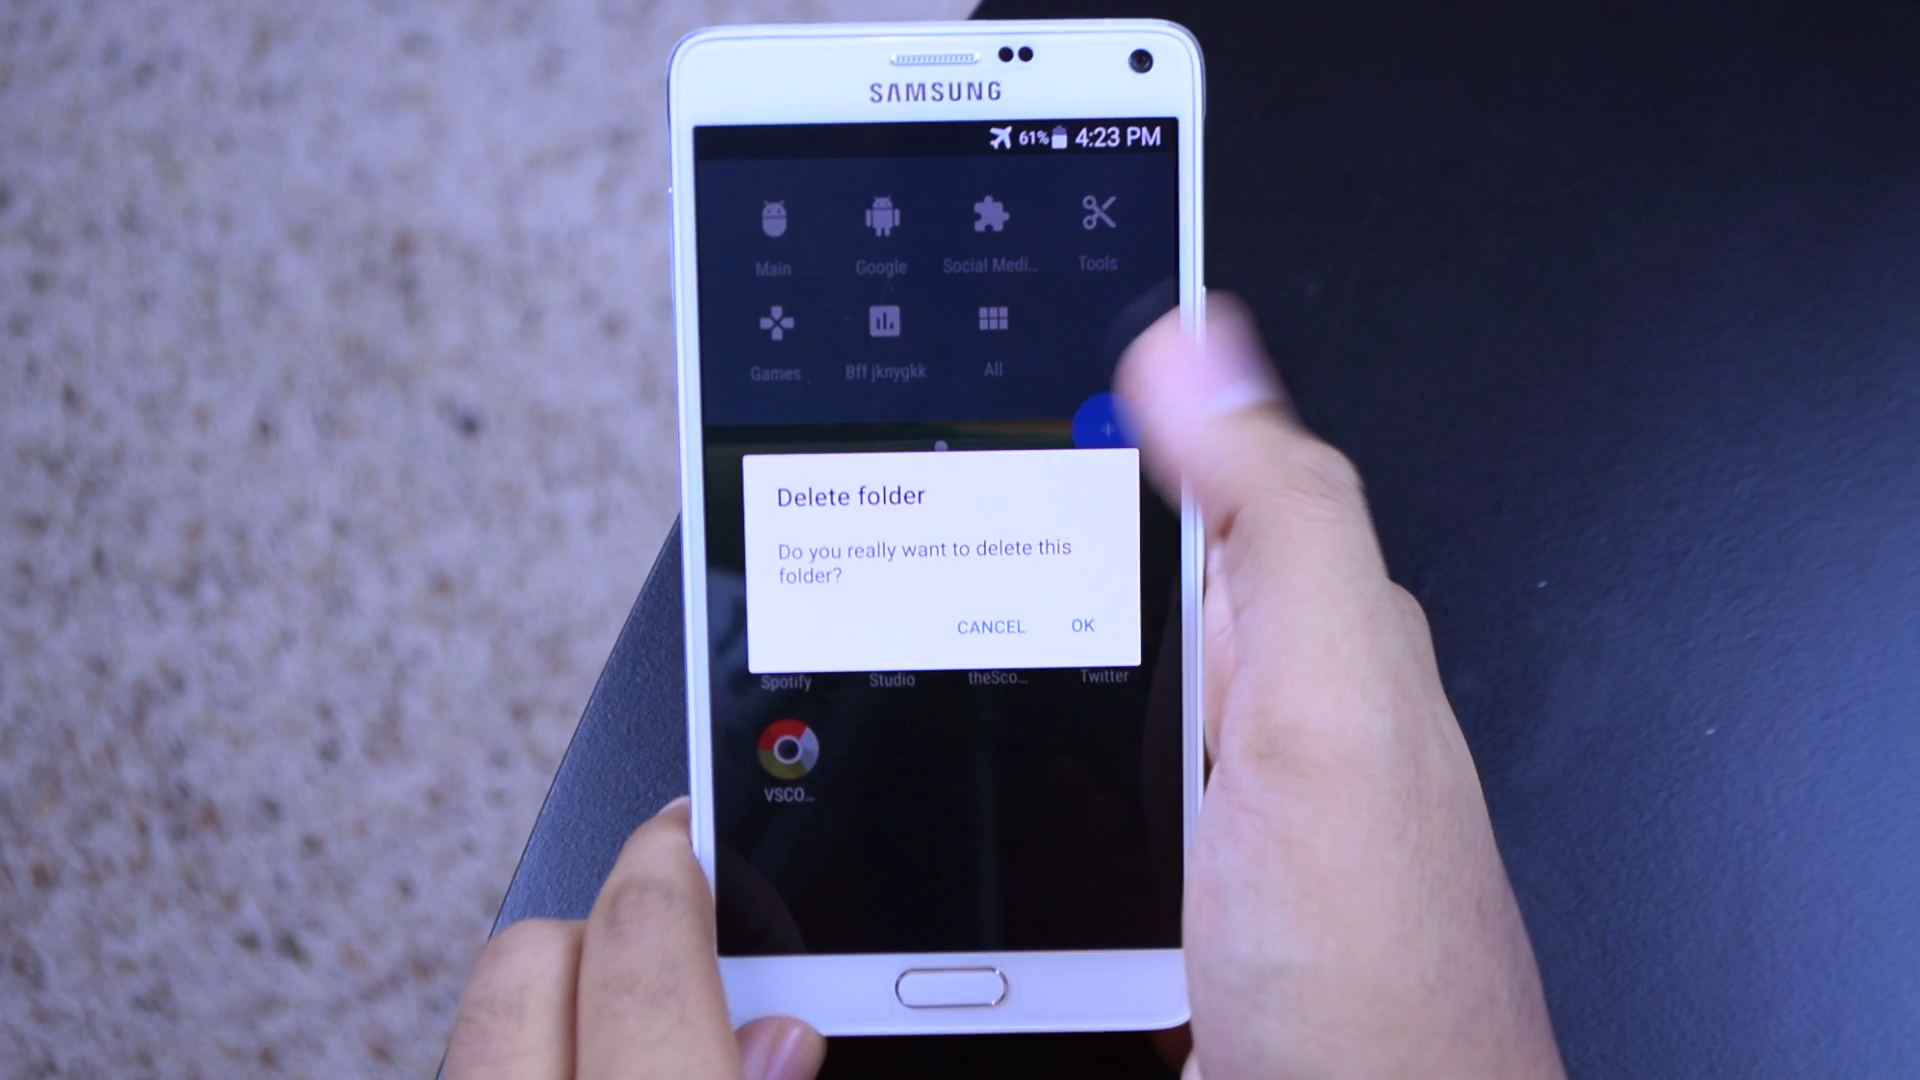 SAMSUNG
61% 4:23 PM
Main Google Social Medi... Tools
Games Bff jknygkk All
Delete folder
Do you really want to delete this
folder?
CANCEL OK
Spotify Studio theSco... Twitter
VSCO...